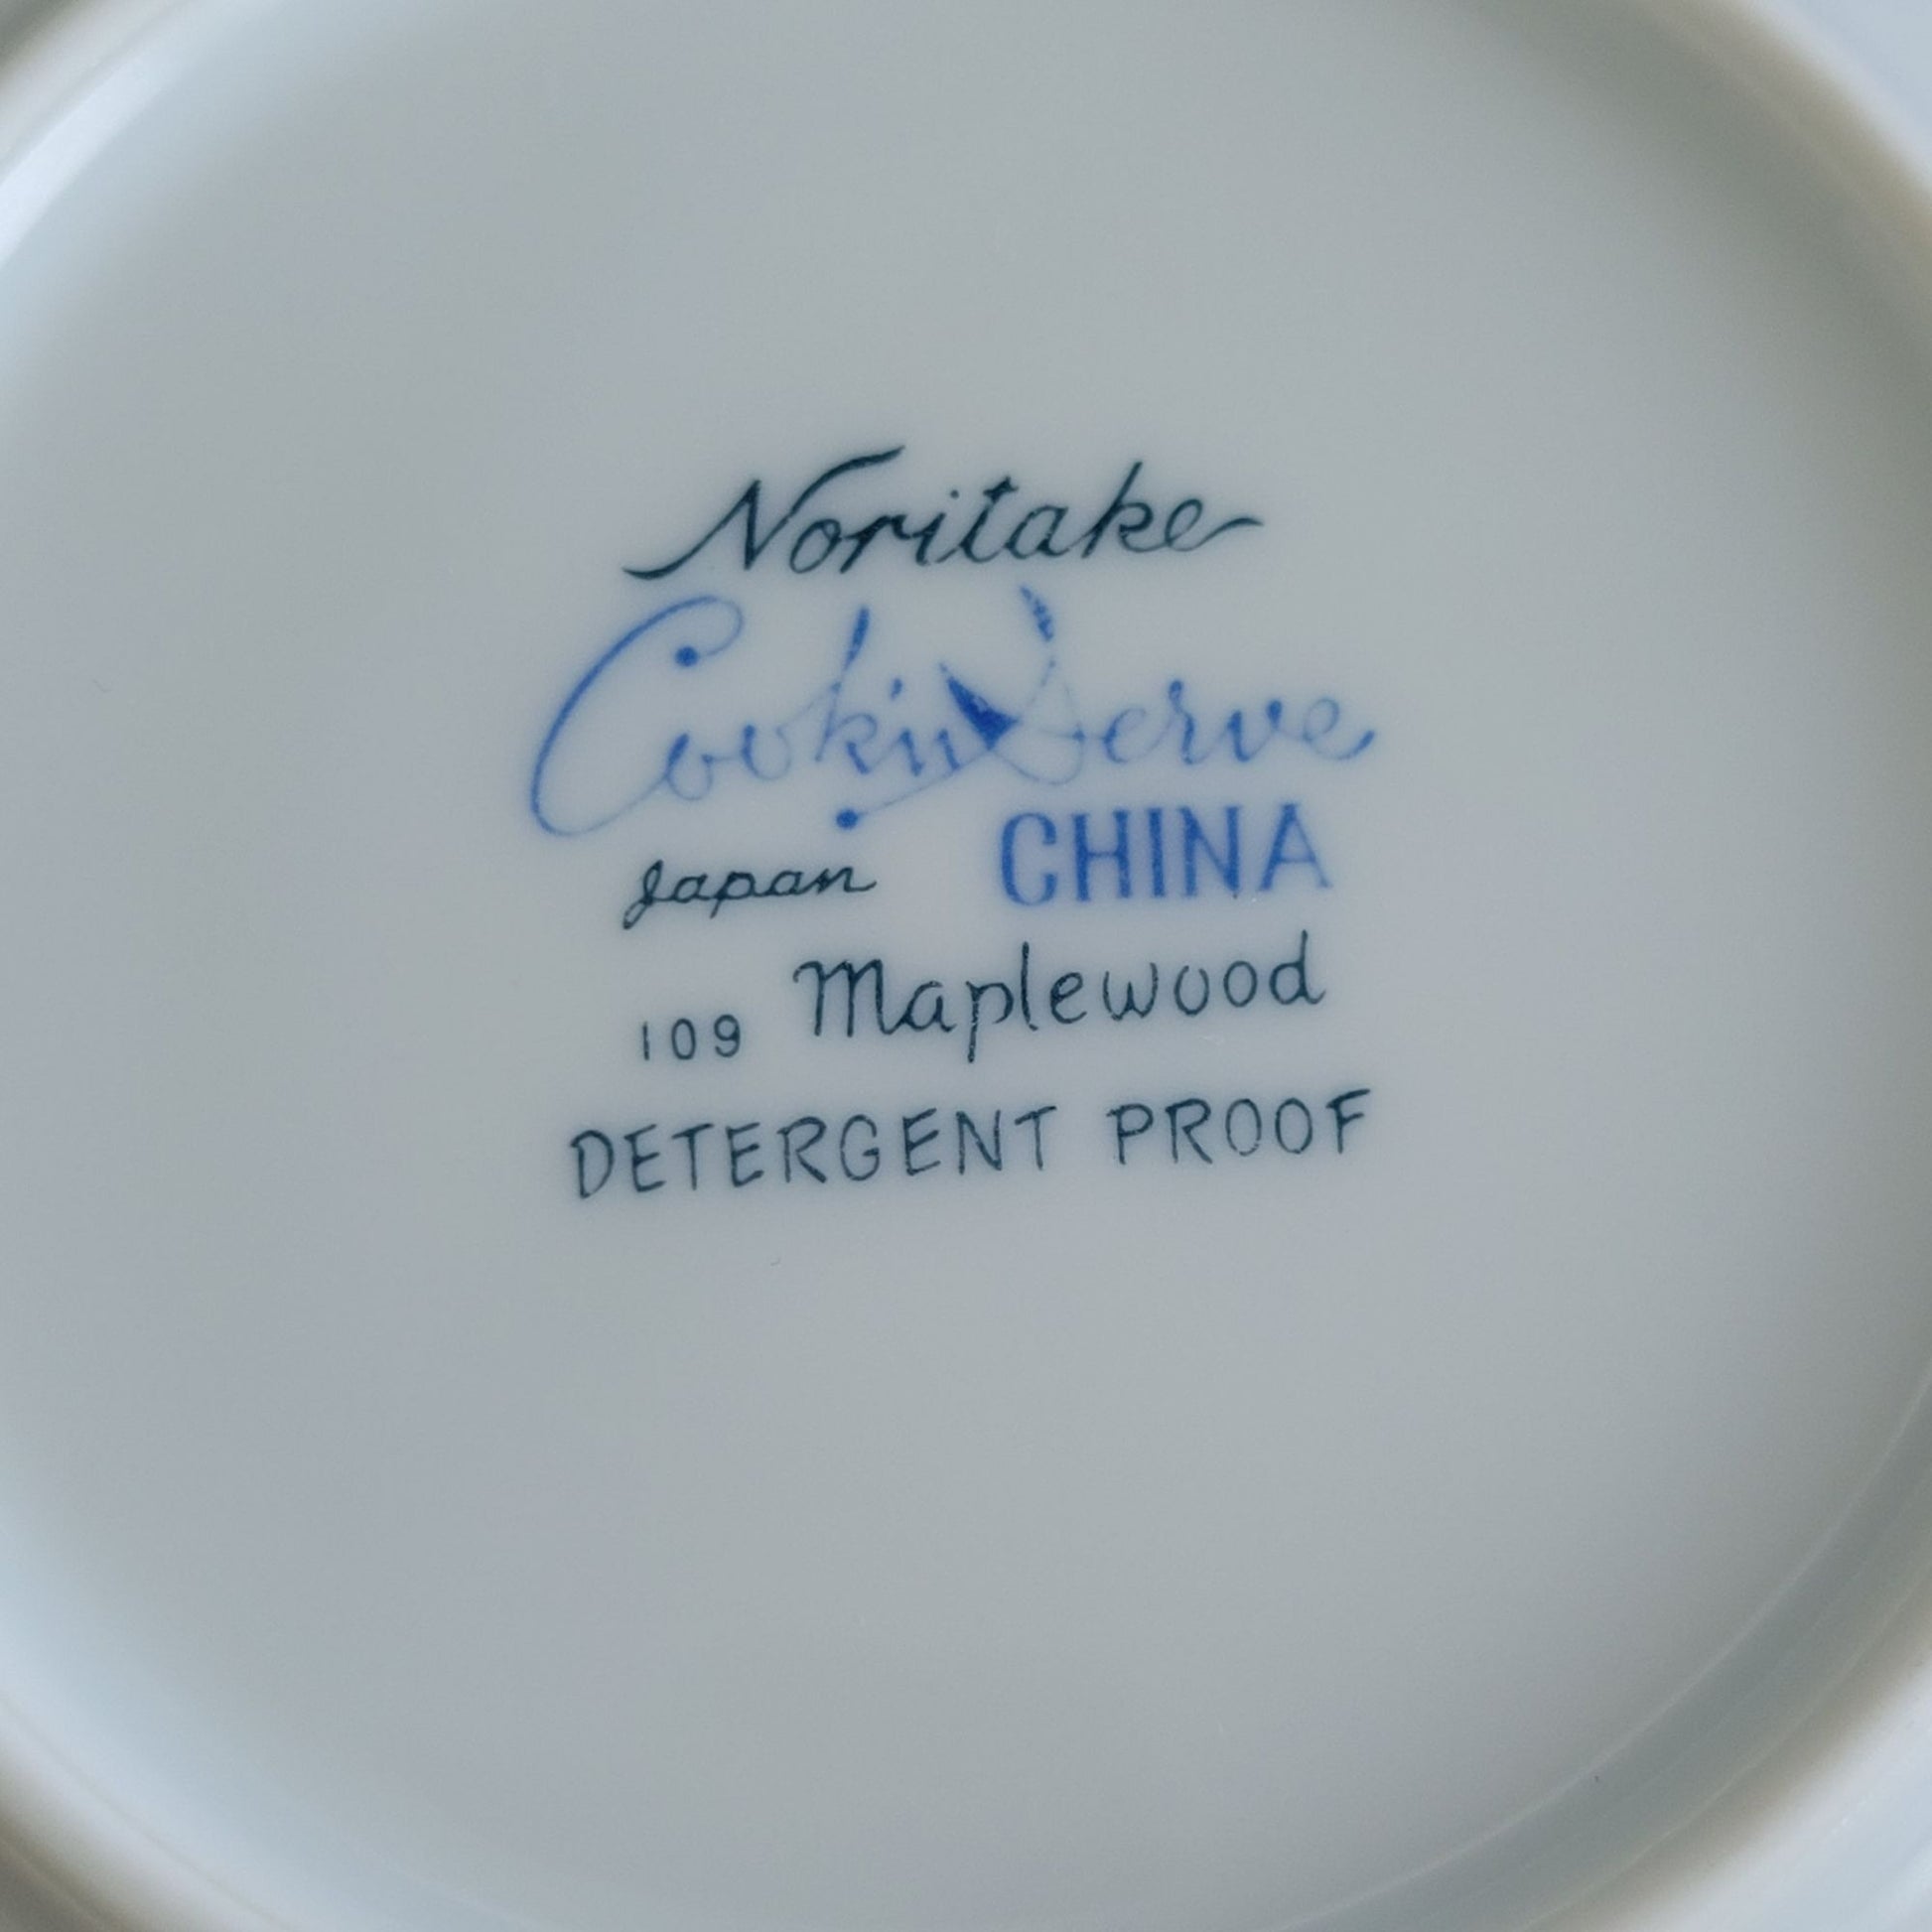 Noritake
Cook'n Serve
Japan CHINA
109 Maplewood
DETERGENT PROOF